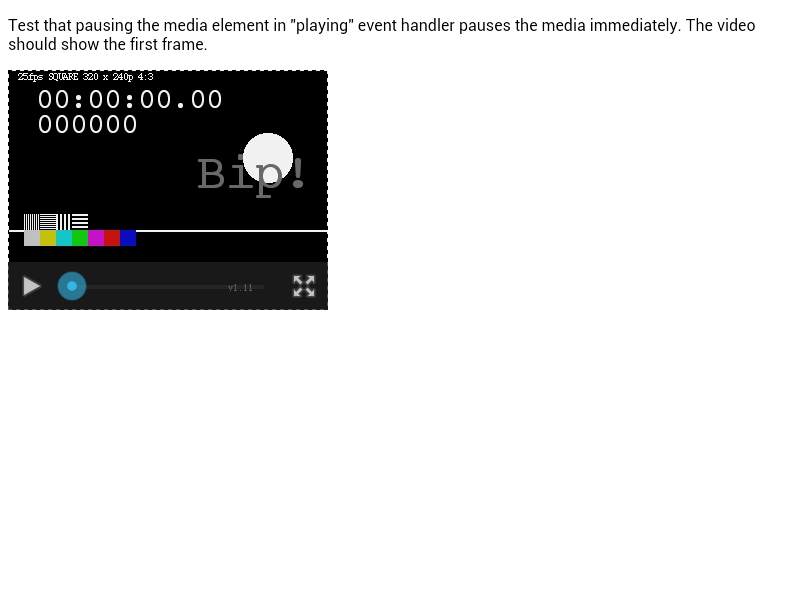 Test that pausing the media element in "playing" event handler pauses the media immediately. The video
should show the first frame.
25fps SQUARE 320 x 240p 4:3
00:00:00.00
000000
Bip!
v1.11